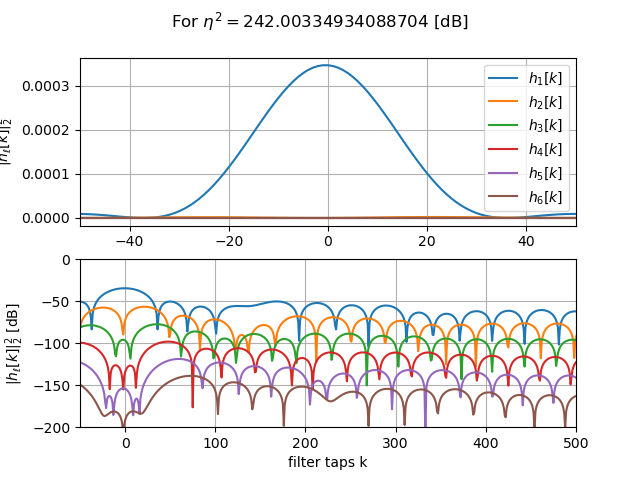 For η² = 242.00334934088704 [dB]
|hₗ[k]|₂²
0.0003
0.0002
0.0001
0.0000
h₁[k]
h₂[k]
h₃[k]
h₄[k]
h₅[k]
h₆[k]
−40 −20 0 20 40
|hₗ[k]|₂² [dB]
0
−50
−100
−150
−200
0 100 200 300 400 500
filter taps k